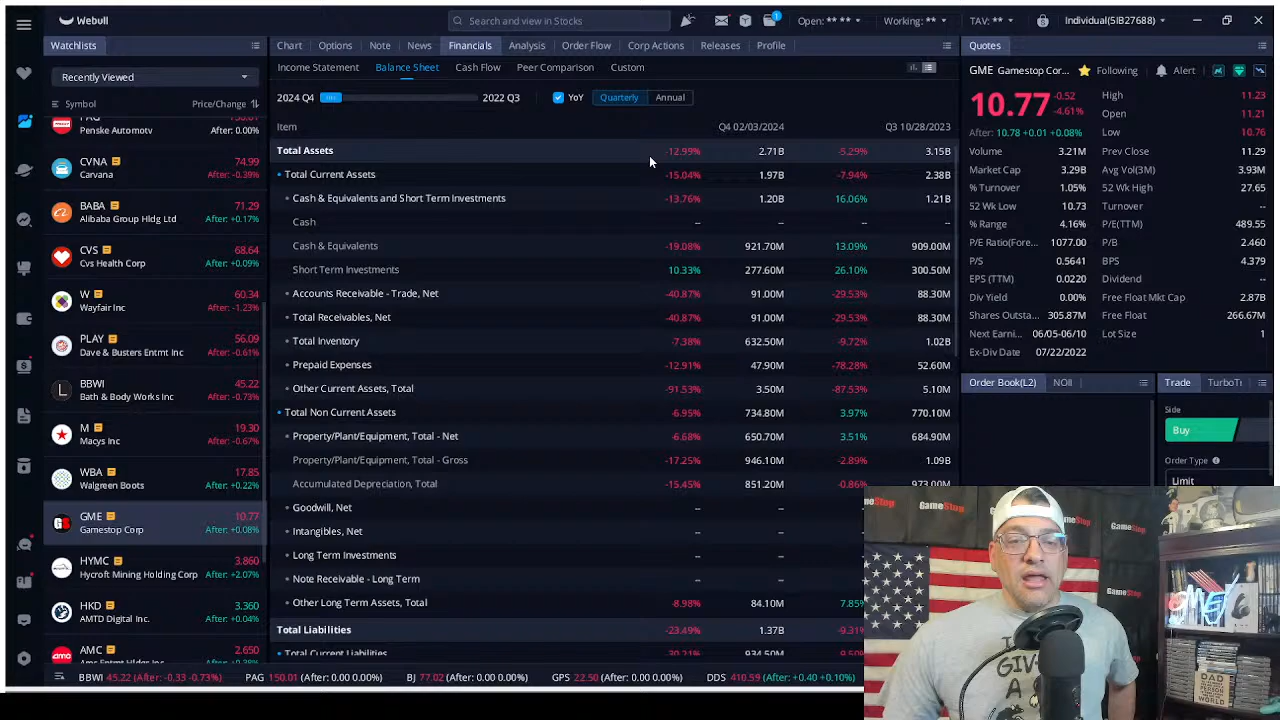 Webull
Search and view in Stocks
1
Open: ** **
Working: **
TAV: **
Individual(5IB27688)
Watchlists
Recently Viewed
Symbol Price/Change
Penske Automotv After: 0.00%
CVNA 74.99
Carvana After: -0.39%
BABA 71.29
Alibaba Group Hldg Ltd After: +0.17%
CVS 68.64
Cvs Health Corp After: +0.09%
W 60.34
Wayfair Inc After: -1.23%
PLAY 56.09
Dave & Busters Entmt Inc After: -0.61%
BBWI 45.22
Bath & Body Works Inc After: -0.73%
M 19.30
Macys Inc After: -0.67%
WBA 17.85
Walgreen Boots After: +0.22%
GME 10.77
Gamestop Corp After: +0.08%
HYMC 3.860
Hycroft Mining Holding Corp After: +2.07%
HKD 3.360
AMTD Digital Inc. After: +0.04%
AMC 2.650
Chart Options Note News Financials Analysis Order Flow Corp Actions Releases Profile
Income Statement Balance Sheet Cash Flow Peer Comparison Custom
2024 Q4 2022 Q3 YoY Quarterly Annual
Item Q4 02/03/2024 Q3 10/28/2023
Total Assets -12.99% 2.71B -5.29% 3.15B
Total Current Assets -15.04% 1.97B -7.94% 2.38B
Cash & Equivalents and Short Term Investments -13.76% 1.20B 16.06% 1.21B
Cash -- --
Cash & Equivalents -19.08% 921.70M 13.09% 909.00M
Short Term Investments 10.33% 277.60M 26.10% 300.50M
Accounts Receivable - Trade, Net -40.87% 91.00M -29.53% 88.30M
Total Receivables, Net -40.87% 91.00M -29.53% 88.30M
Total Inventory -7.38% 632.50M -9.72% 1.02B
Prepaid Expenses -12.91% 47.90M -78.28% 52.60M
Other Current Assets, Total -91.53% 3.50M -87.53% 5.10M
Total Non Current Assets -6.95% 734.80M 3.97% 770.10M
Property/Plant/Equipment, Total - Net -6.68% 650.70M 3.51% 684.90M
Property/Plant/Equipment, Total - Gross -17.25% 946.10M -2.89% 1.09B
Accumulated Depreciation, Total -15.45% 851.20M -0.86% 973.00M
Goodwill, Net -- --
Intangibles, Net --
Long Term Investments --
Note Receivable - Long Term --
Other Long Term Assets, Total -8.98% 84.10M 7.85%
Total Liabilities -23.49% 1.37B -9.31%
Total Current Liabilities -30.21% 934.50M
Quotes
GME Gamestop Cor... Following Alert
10.77 -0.52
-4.61%
After: 10.78 +0.01 +0.08%
High 11.23
Open 11.21
Low 10.76
Volume 3.21M Prev Close 11.29
Market Cap 3.29B Avg Vol(3M) 3.93M
% Turnover 1.05% 52 Wk High 27.65
52 Wk Low 10.73 Turnover --
% Range 4.16% P/E(TTM) 489.55
P/E Ratio(Fore... 1077.00 P/B 2.460
P/S 0.5641 BPS 4.379
EPS (TTM) 0.0220 Dividend --
Div Yield 0.00% Free Float Mkt Cap 2.87B
Shares Outsta... 305.87M Free Float 266.67M
Next Earni... 06/05-06/10 Lot Size 1
Ex-Div Date 07/22/2022
Order Book(L2) NOII
Trade
Side
Buy
Order Type
Limit
GameStop
GameStop
GameStop
GameStop
DAD
BBWI 45.22 (After: -0.33 -0.73%) PAG 150.01 (After: 0.00 0.00%) BJ 77.02 (After: 0.00 0.00%) GPS 22.50 (After: 0.00 0.00%) DDS 410.59 (After: +0.40 +0.10%)